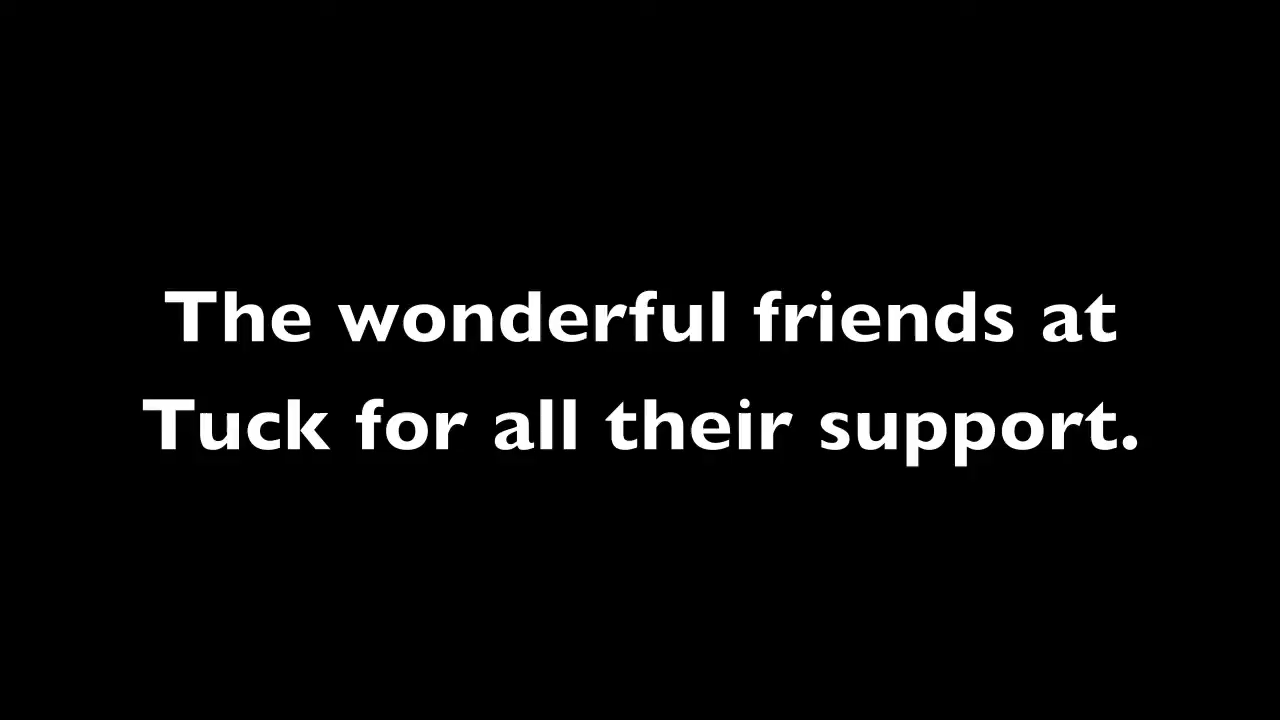 The wonderful friends at
Tuck for all their support.